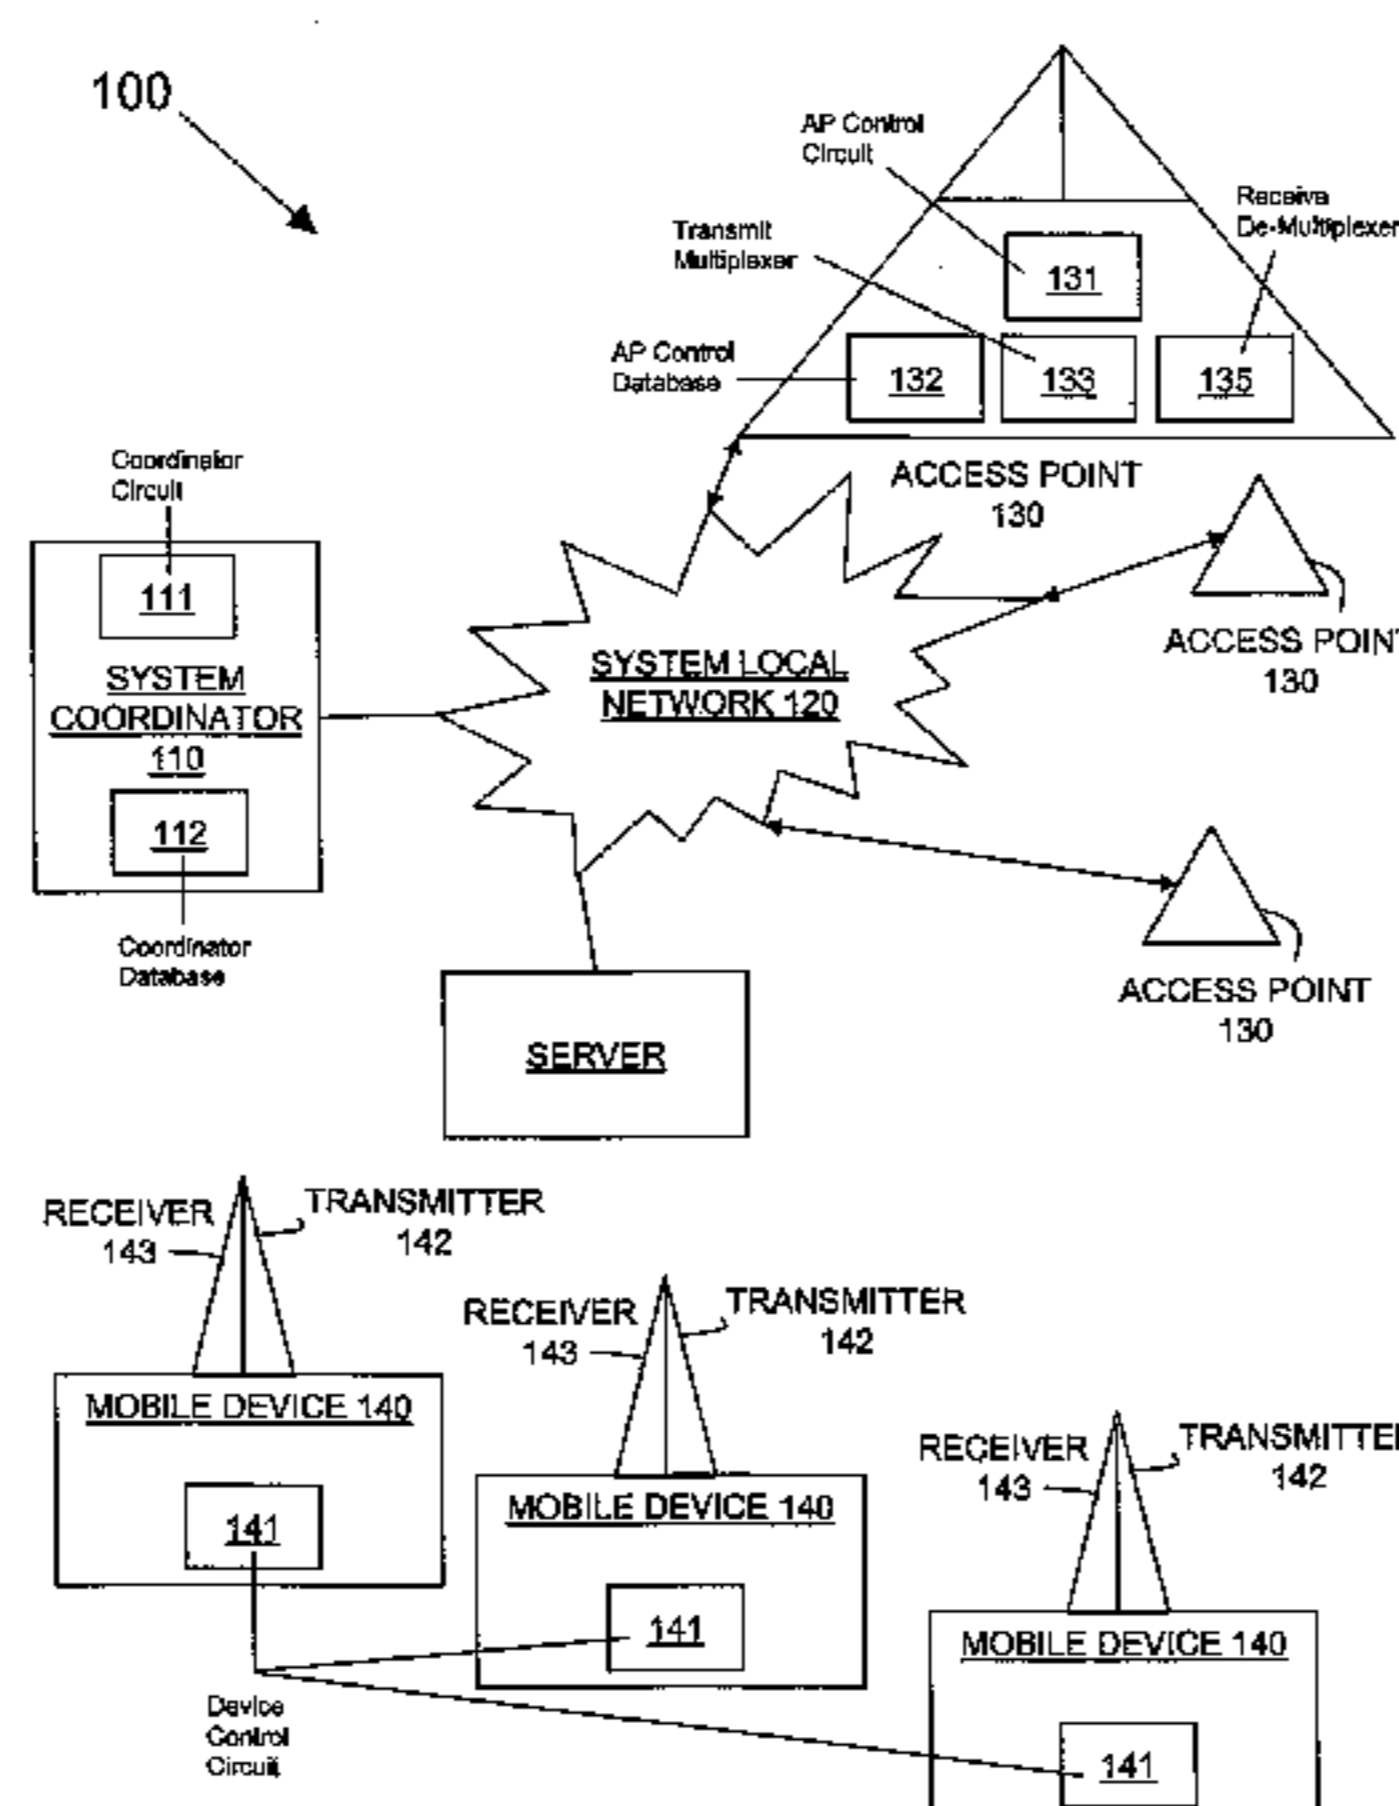 100
AP Control
Circuit
Receive
De-Multiplexer
Transmit
Multiplexer
131
AP Control
Database
132
133
135
ACCESS POINT
130
Coordinator
Circuit
111
SYSTEM
COORDINATOR
110
112
Coordinator
Database
SYSTEM LOCAL
NETWORK 120
ACCESS POINT
130
ACCESS POINT
130
SERVER
RECEIVER
143
TRANSMITTER
142
MOBILE DEVICE 140
141
RECEIVER
143
TRANSMITTER
142
MOBILE DEVICE 140
141
RECEIVER
143
TRANSMITTER
142
MOBILE DEVICE 140
141
Device
Control
Circuit